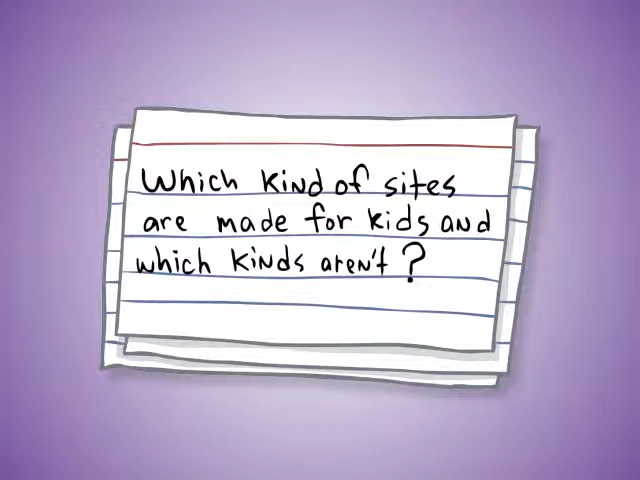 Which kind of sites
are made for kids and
which kinds aren't?